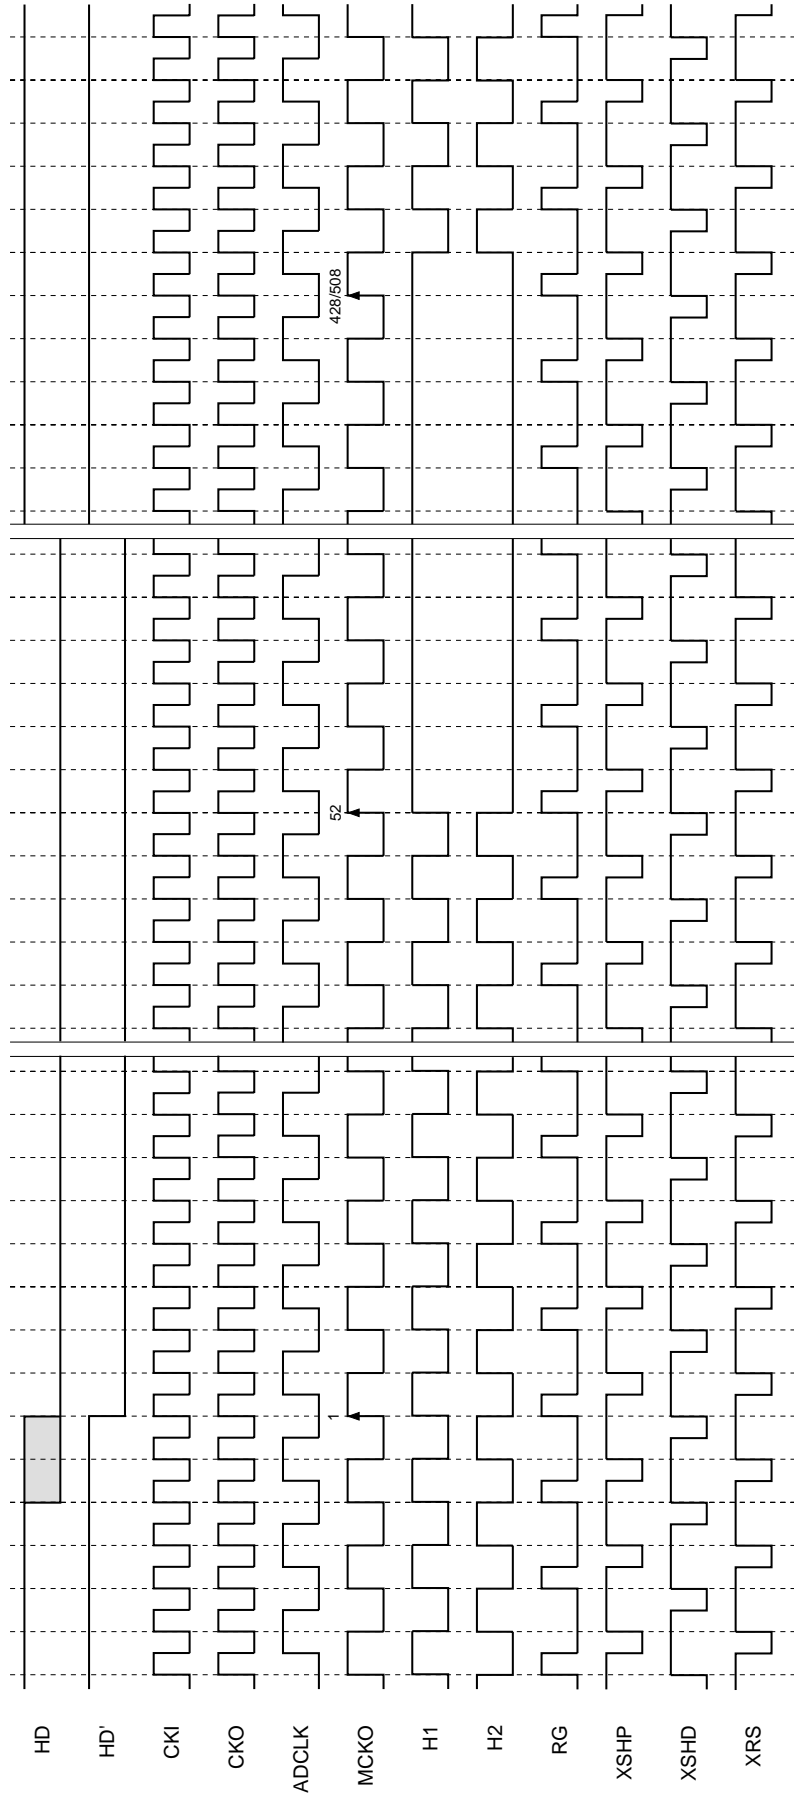 HD
HD'
CKI
CKO
ADCLK
MCKO
H1
H2
RG
XSHP
XSHD
XRS
1
52
428/508